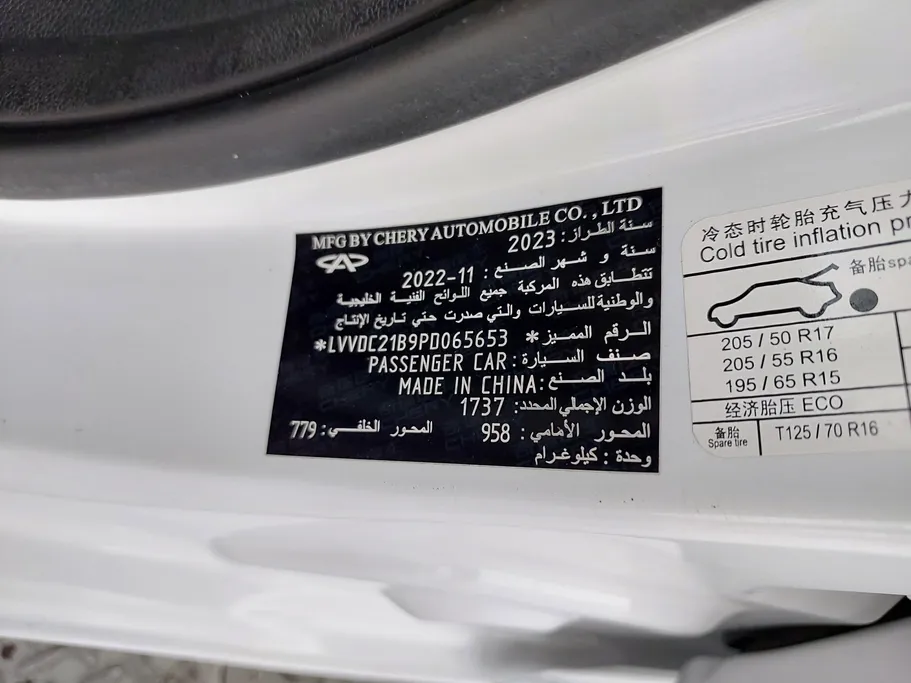 MFG BY CHERY AUTOMOBILE CO. , LTD
سنة الطراز: 2023
سنة و شهر الصنع : 11-2022
تتطابق هذه المركبة جميع اللوائح الفنية الخليجية
والوطنية للسيارات والتي صدرت حتي تاريخ الإنتاج
الرقم المميز: *LVVDC21B9PD065653*
صنف السيارة: PASSENGER CAR
بلد الصنع: MADE IN CHINA
الوزن الإجمالي المحدد: 1737
المحور الأمامي: 958 المحور الخلفي: 779
وحدة : كيلوغرام
冷态时轮胎充气压
Cold tire inflation
备胎
205 / 50 R17
205 / 55 R16
195 / 65 R15
经济胎压 ECO
备胎
Spare tire
T125 / 70 R16